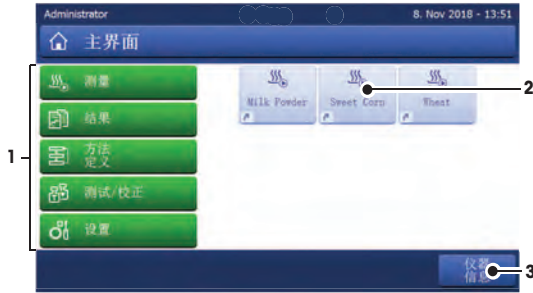 Administrator 8. Nov 2018 - 13:51
主界面
测量
结果
方法
定义
测试/校正
设置
Milk Powder Sweet Corn Wheat
仪器
信息
1
2
3